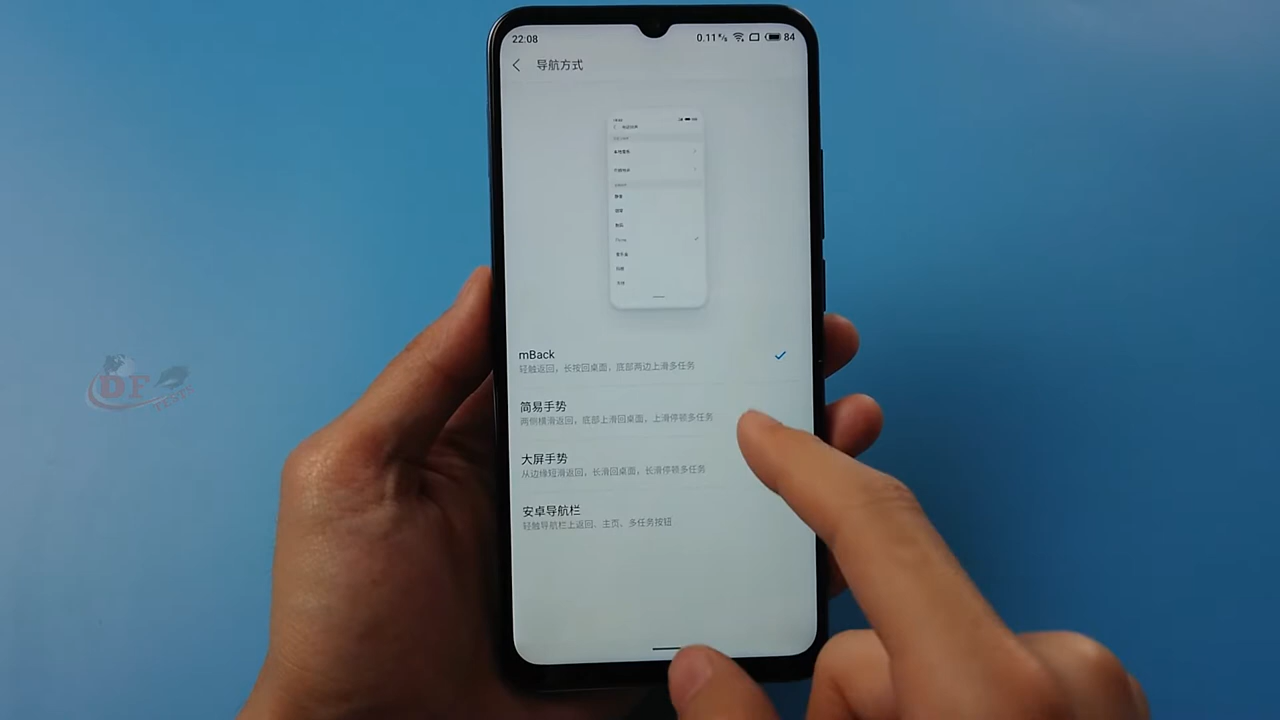 22:08
0.11 K/s
84
导航方式
mBack
轻触返回，长按回桌面，底部两边上滑多任务
简易手势
两侧横滑返回，底部上滑回桌面，上滑停顿多任务
大屏手势
从边缘短滑返回，长滑回桌面，长滑停顿多任务
安卓导航栏
轻触导航栏上返回、主页、多任务按钮
DF